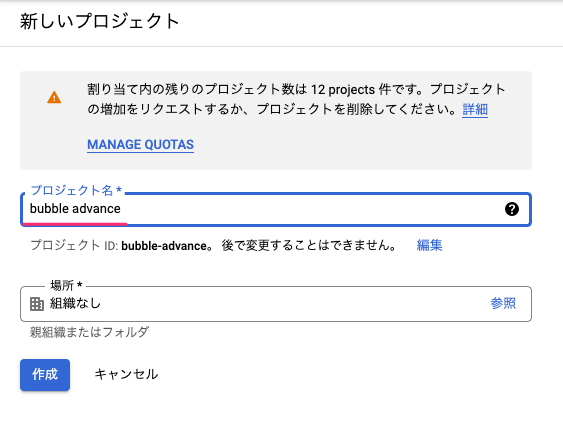 新しいプロジェクト
割り当て内の残りのプロジェクト数は 12 projects 件です。プロジェクト
の増加をリクエストするか、プロジェクトを削除してください。詳細
MANAGE QUOTAS
プロジェクト名 *
bubble advance
プロジェクト ID: bubble-advance。 後で変更することはできません。 編集
場所 *
組織なし 参照
親組織またはフォルダ
作成 キャンセル